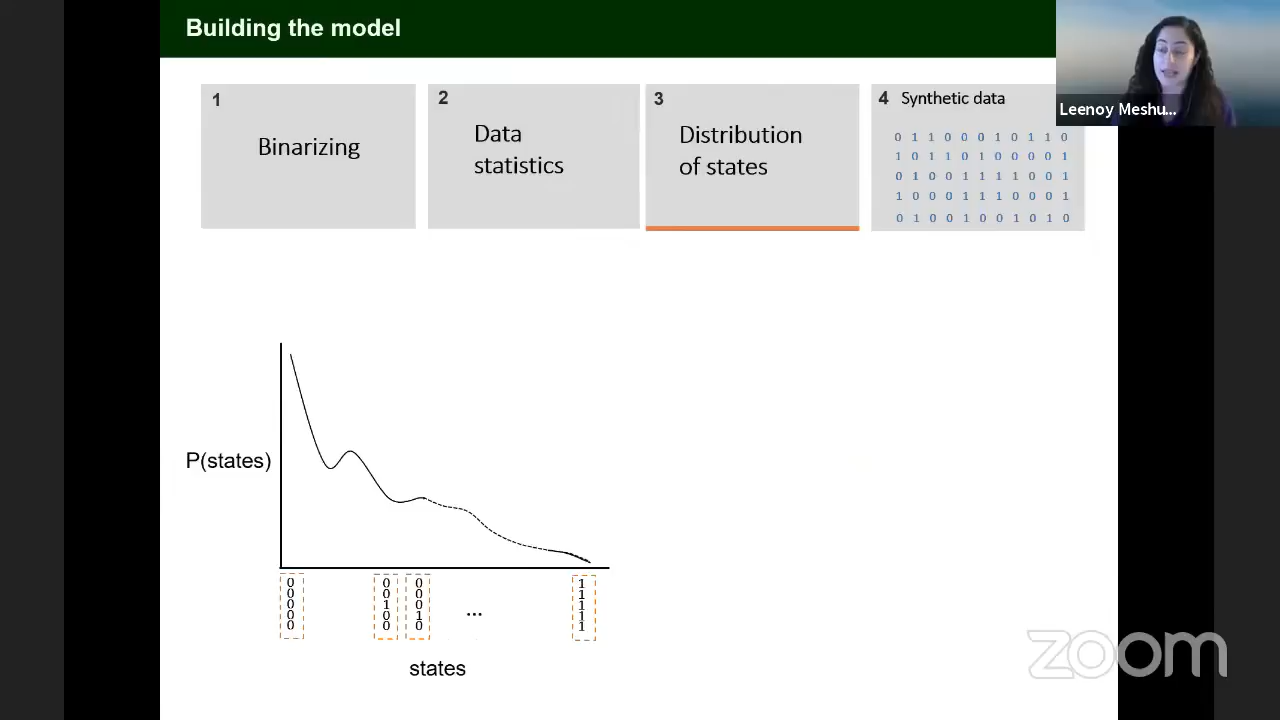 Building the model
Leenoy Meshu...
1
Binarizing
2
Data
statistics
3
Distribution
of states
4 Synthetic data
0 1 1 0 0 0 1 0 1 1 0
1 0 1 1 0 1 0 0 0 0 1
0 1 0 0 1 1 1 1 0 0 1
1 0 0 0 1 1 1 0 0 0 1
0 1 0 0 1 0 0 1 0 1 0
P(states)
0 0 0 1
0 0 0 1
0 1 0 ... 1
0 0 1 1
0 0 0 1
states
zoom